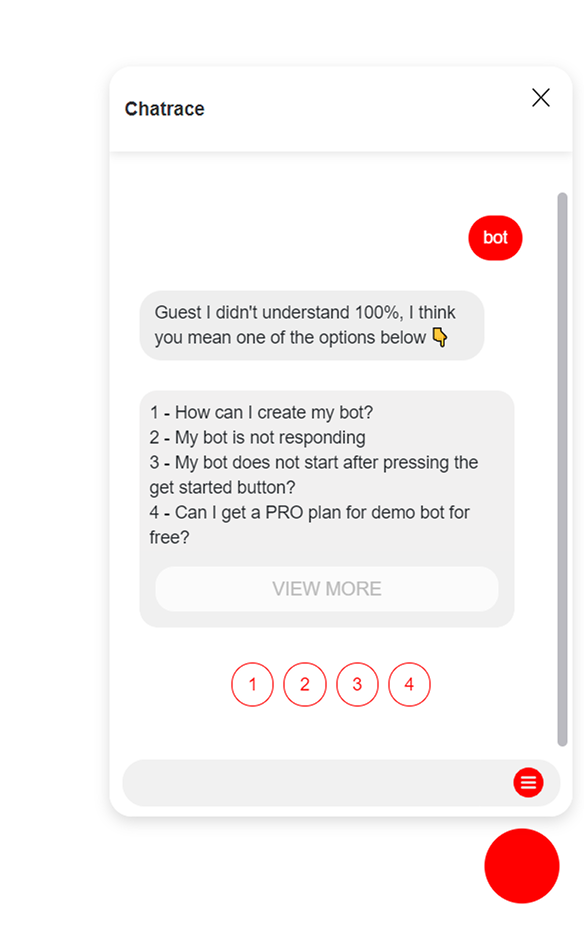 Chatrace
bot
Guest I didn't understand 100%, I think
you mean one of the options below 👇
1 - How can I create my bot?
2 - My bot is not responding
3 - My bot does not start after pressing the
get started button?
4 - Can I get a PRO plan for demo bot for
free?
VIEW MORE
1 2 3 4